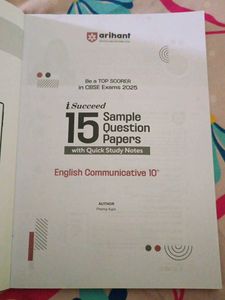 arihant
Be a TOP SCORER
in CBSE Exams 2025
i Succeed
15
Sample
Question
Papers
with Quick Study Notes
English Communicative 10th
AUTHOR